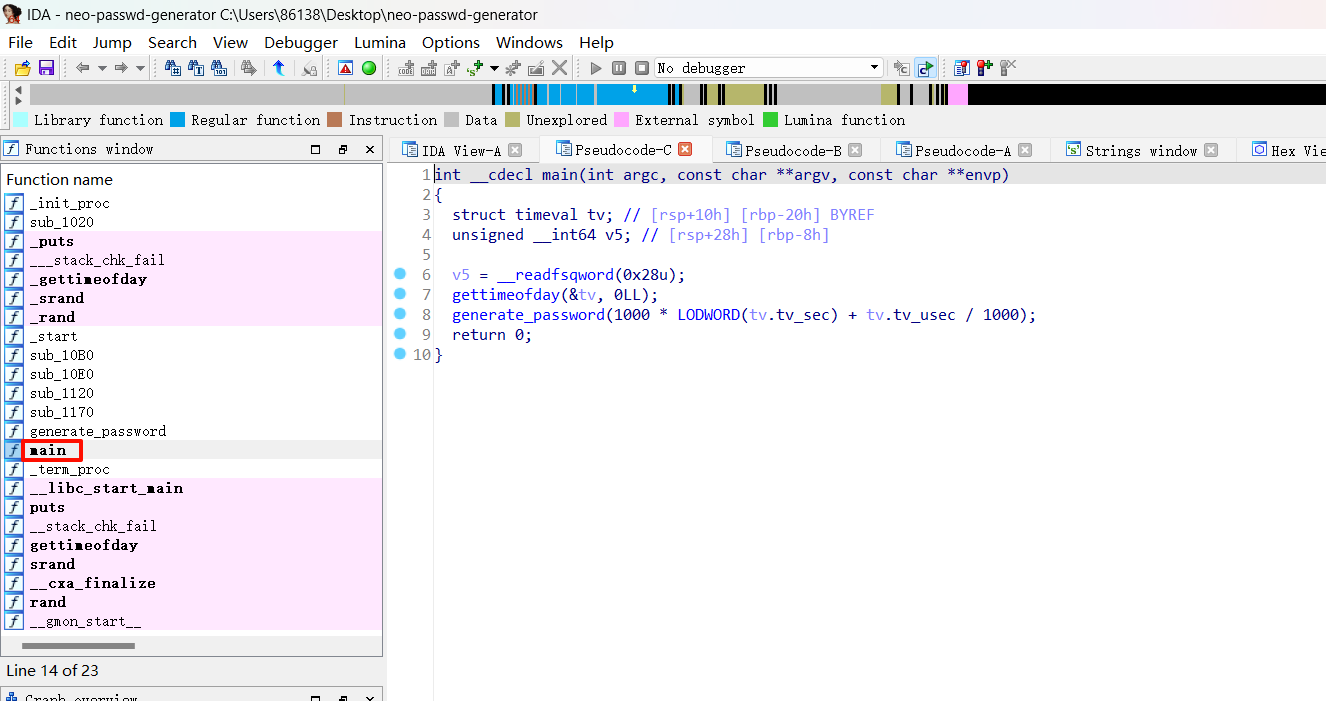 IDA - neo-passwd-generator C:\Users\86138\Desktop\neo-passwd-generator
File Edit Jump Search View Debugger Lumina Options Windows Help
No debugger
Library function Regular function Instruction Data Unexplored External symbol Lumina function
Functions window
IDA View-A Pseudocode-C Pseudocode-B Pseudocode-A Strings window Hex Vie
Function name
_init_proc
sub_1020
_puts
___stack_chk_fail
_gettimeofday
_srand
_rand
_start
sub_10B0
sub_10E0
sub_1120
sub_1170
generate_password
main
_term_proc
__libc_start_main
puts
__stack_chk_fail
gettimeofday
srand
__cxa_finalize
rand
__gmon_start__
Line 14 of 23
Graph overview
1 int __cdecl main(int argc, const char **argv, const char **envp)
2 {
3   struct timeval tv; // [rsp+10h] [rbp-20h] BYREF
4   unsigned __int64 v5; // [rsp+28h] [rbp-8h]
5
6   v5 = __readfsqword(0x28u);
7   gettimeofday(&tv, 0LL);
8   generate_password(1000 * LODWORD(tv.tv_sec) + tv.tv_usec / 1000);
9   return 0;
10 }